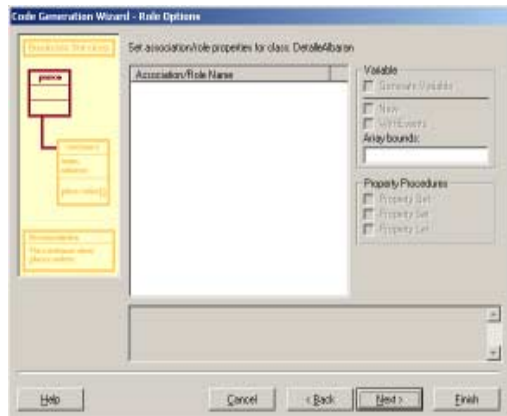 Code Generation Wizard - Role Options
Set association/role properties for class: DetalleAlbaran
Association/Role Name
Variable
Generate Variable
New
WithEvents
Array bounds:
Property Procedures
Property Get
Property Set
Property Let
Help
Cancel
< Back
Next >
Finish